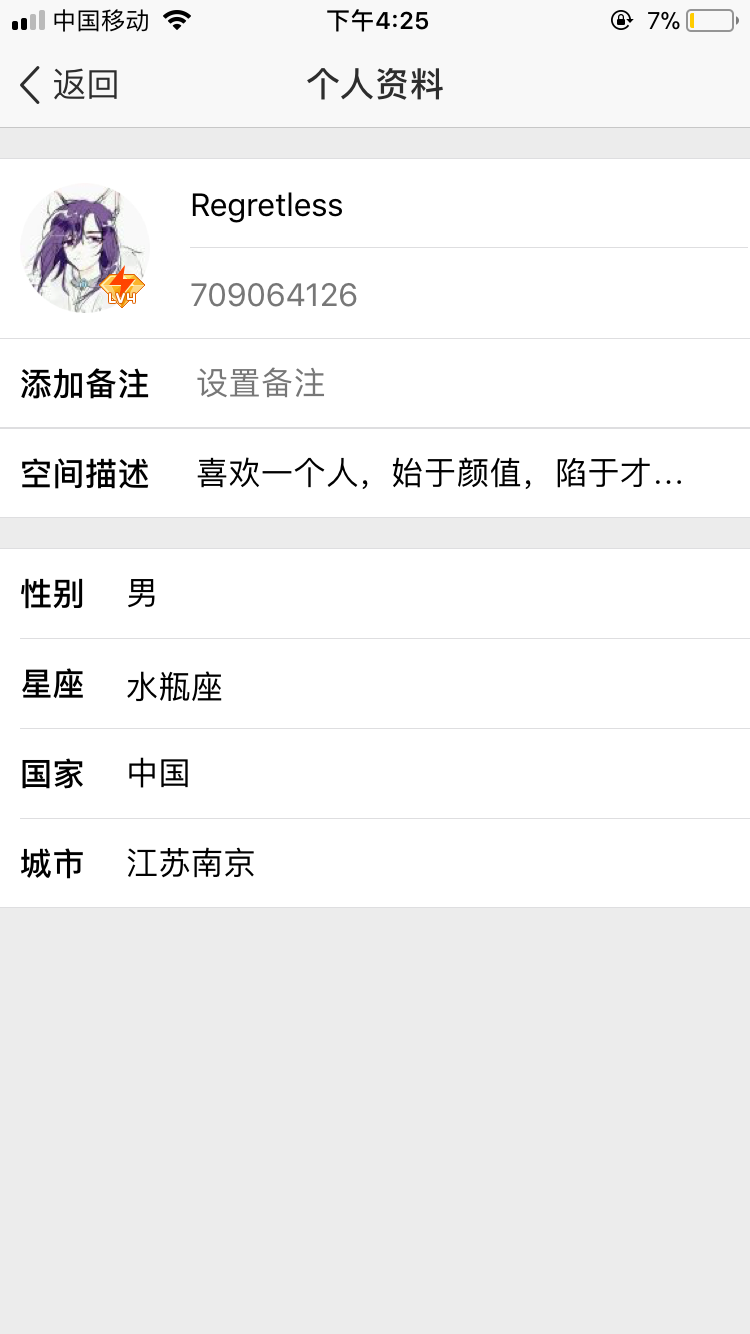 中国移动 下午4:25 7%
返回 个人资料
Regretless
LV4
709064126
添加备注 设置备注
空间描述 喜欢一个人，始于颜值，陷于才...
性别 男
星座 水瓶座
国家 中国
城市 江苏南京